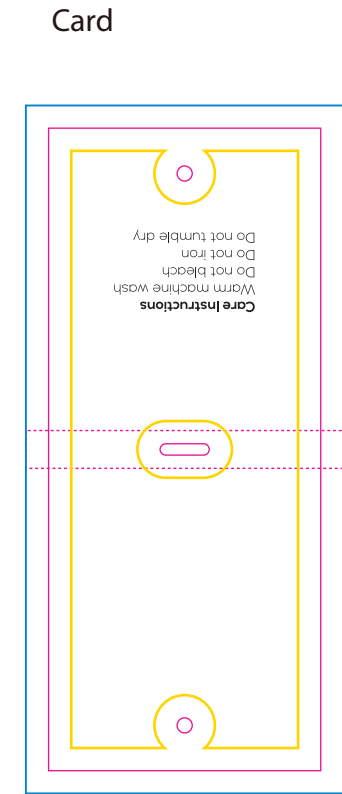 Card
Care Instructions
Warm machine wash
Do not bleach
Do not iron
Do not tumble dry